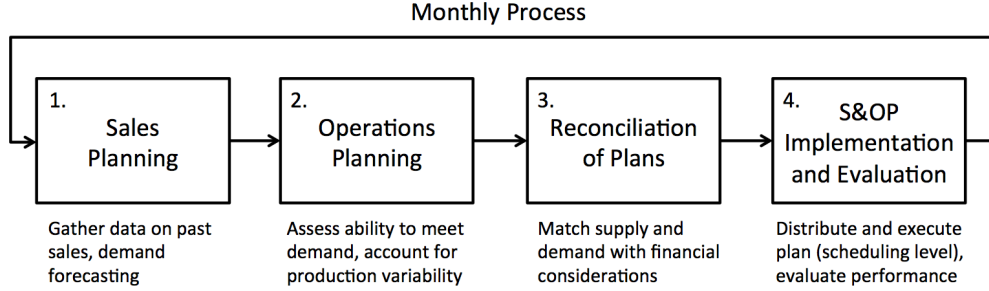 Monthly Process
1.
Sales
Planning
Gather data on past
sales, demand
forecasting
2.
Operations
Planning
Assess ability to meet
demand, account for
production variability
3.
Reconciliation
of Plans
Match supply and
demand with financial
considerations
4.
S&OP
Implementation
and Evaluation
Distribute and execute
plan (scheduling level),
evaluate performance